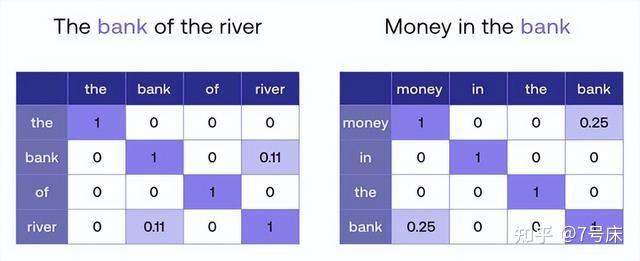 The bank of the river
the bank of river
the 1 0 0 0
bank 0 1 0 0.11
of 0 0 1 0
river 0 0.11 0 1
Money in the bank
money in the bank
money 1 0 0 0.25
in 0 1 0 0
the 0 0 1 0
bank 0.25 0 0 1
知乎 @7号床